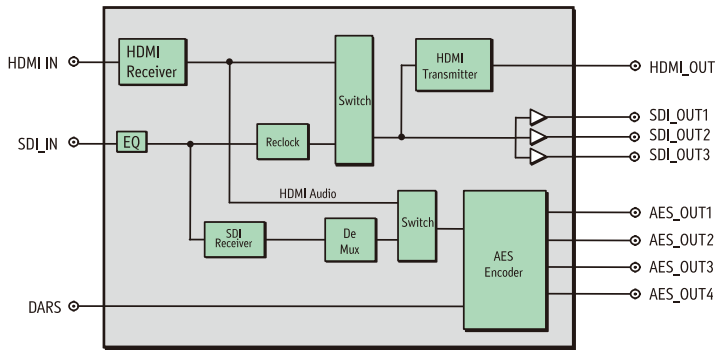 HDMI IN
HDMI
Receiver
Switch
HDMI
Transmitter
HDMI_OUT
SDI_IN
EQ
Reclock
SDI_OUT1
SDI_OUT2
SDI_OUT3
HDMI Audio
SDI
Receiver
De
Mux
Switch
AES
Encoder
AES_OUT1
AES_OUT2
AES_OUT3
AES_OUT4
DARS